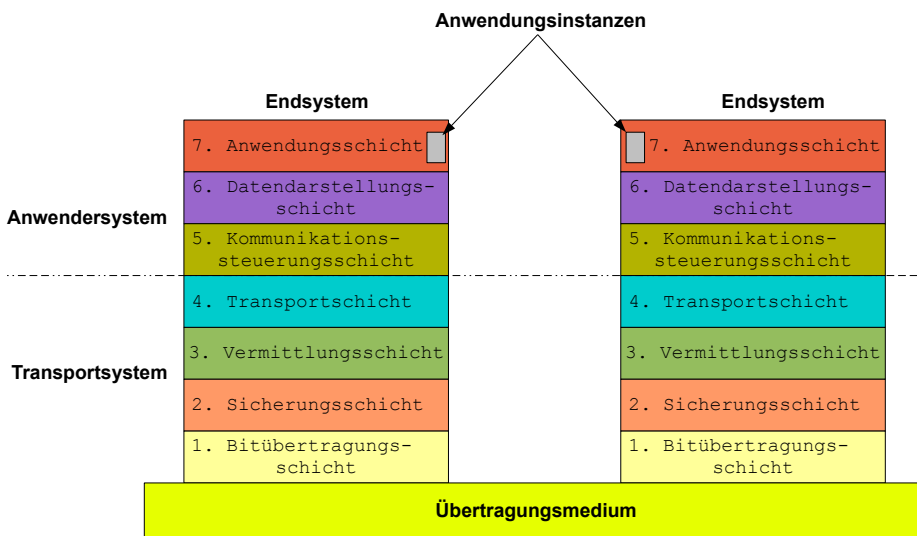 Anwendungsinstanzen
Endsystem
Endsystem
7. Anwendungsschicht
7. Anwendungsschicht
6. Datendarstellungs-
schicht
6. Datendarstellungs-
schicht
Anwendersystem
5. Kommunikations-
steuerungsschicht
5. Kommunikations-
steuerungsschicht
4. Transportschicht
4. Transportschicht
3. Vermittlungsschicht
3. Vermittlungsschicht
Transportsystem
2. Sicherungsschicht
2. Sicherungsschicht
1. Bitübertragungs-
schicht
1. Bitübertragungs-
schicht
Übertragungsmedium